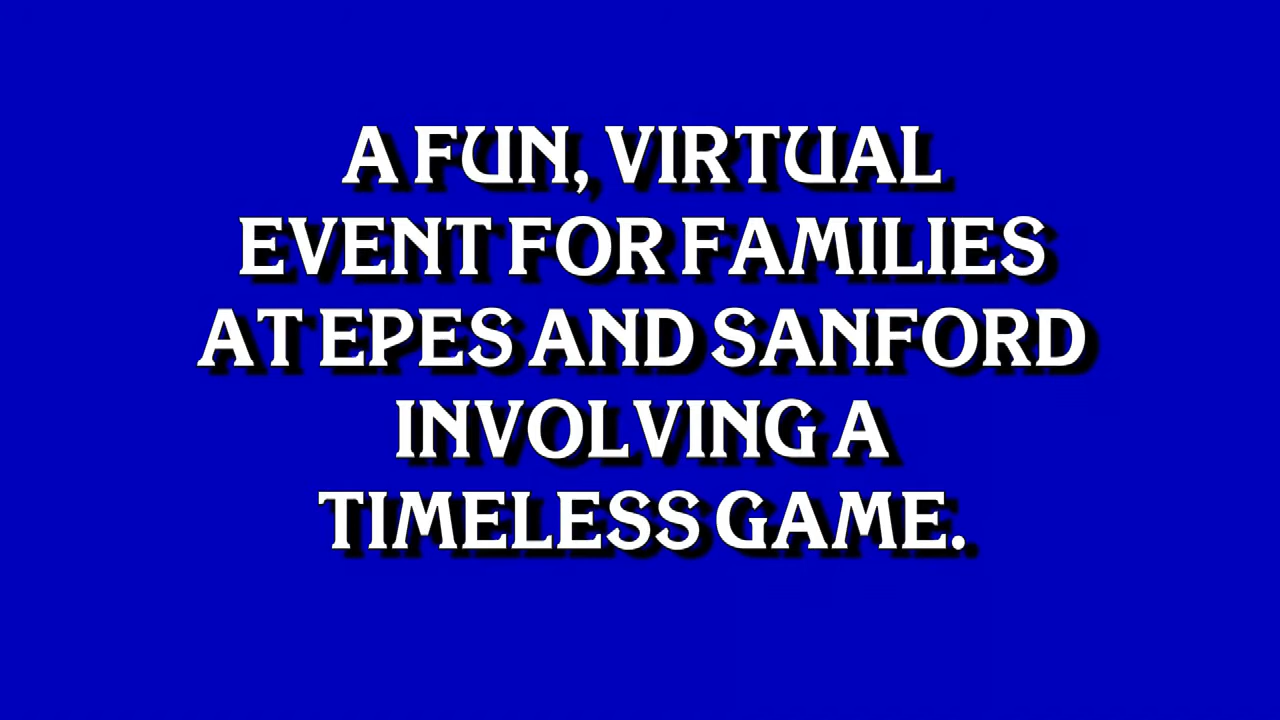 A FUN, VIRTUAL
EVENT FOR FAMILIES
AT EPES AND SANFORD
INVOLVING A
TIMELESS GAME.